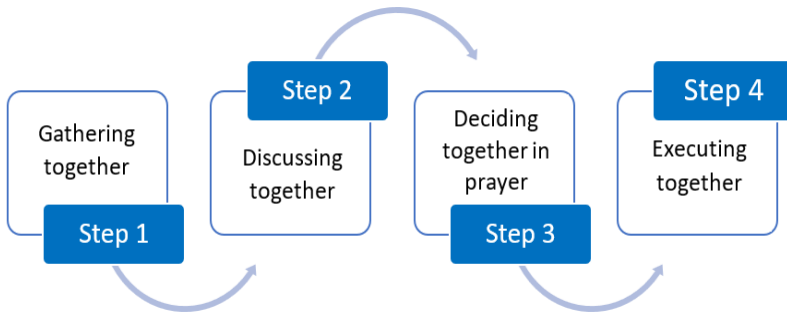 Gathering
together
Step 1
Step 2
Discussing
together
Deciding
together in
prayer
Step 3
Step 4
Executing
together